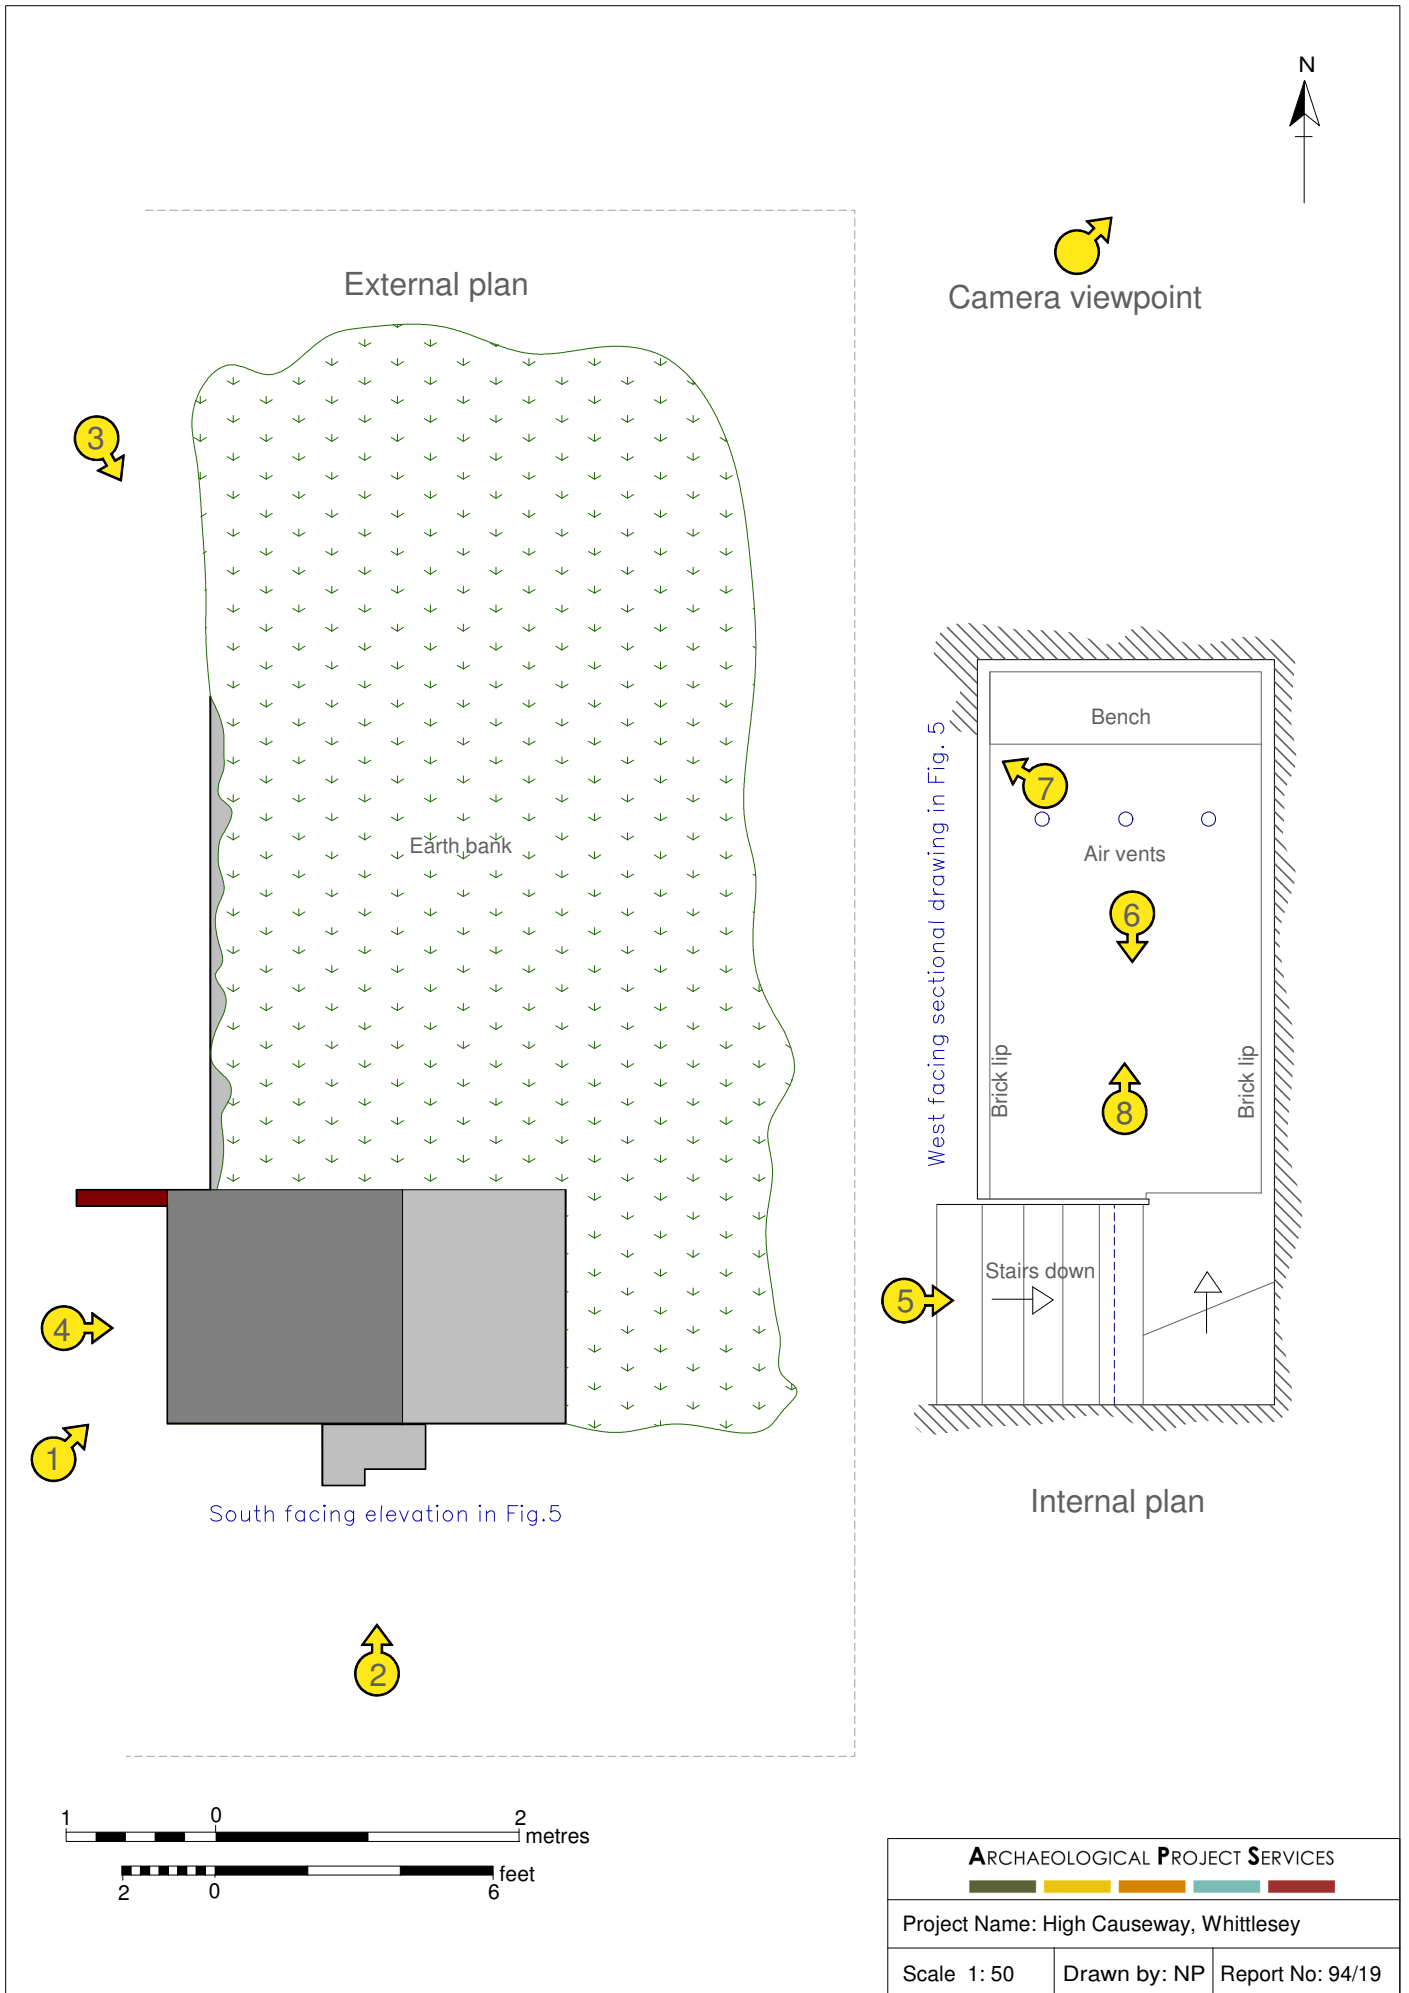 N
External plan
Camera viewpoint
3
Bench
West facing sectional drawing in Fig. 5
7
Earth bank
Air vents
6
Brick lip
Brick lip
8
Stairs down
5
4
1
South facing elevation in Fig.5
Internal plan
2
1 0 2 metres
2 0 6 feet
ARCHAEOLOGICAL PROJECT SERVICES
Project Name: High Causeway, Whittlesey
Scale 1: 50
Drawn by: NP
Report No: 94/19